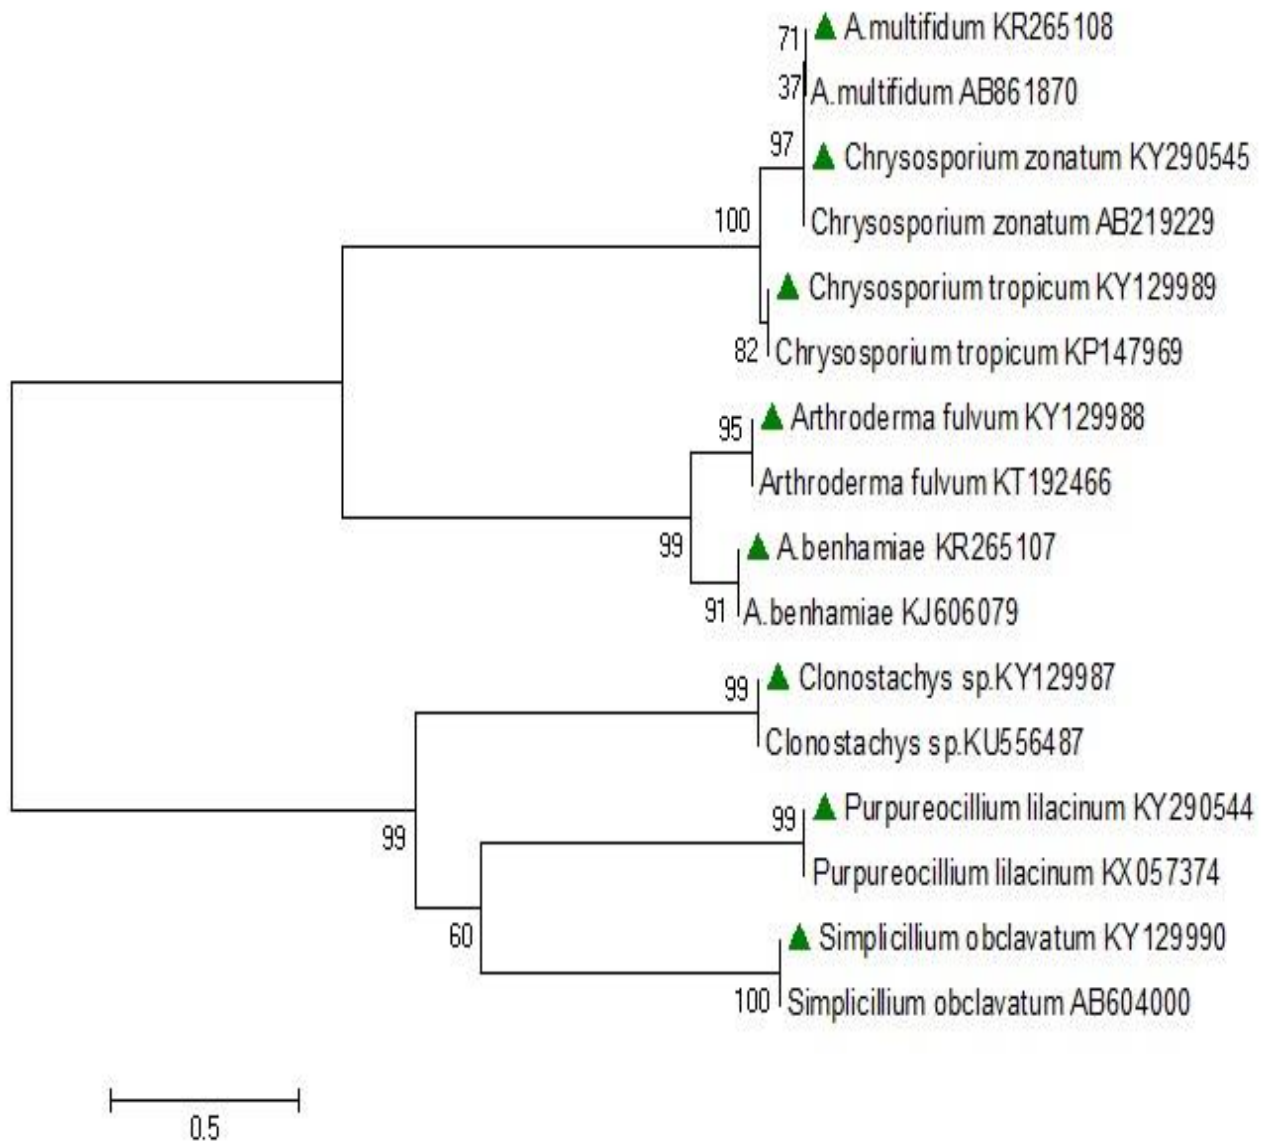 71
A.multifidum KR265108
37
A.multifidum AB861870
97
Chrysosporium zonatum KY290545
Chrysosporium zonatum AB219229
100
Chrysosporium tropicum KY129989
82
Chrysosporium tropicum KP147969
95
Arthroderma fulvum KY129988
Arthroderma fulvum KT192466
99
A.benhamiae KR265107
91
A.benhamiae KJ606079
99
Clonostachys sp.KY129987
Clonostachys sp.KU556487
99
99
Purpureocillium lilacinum KY290544
Purpureocillium lilacinum KX057374
60
Simplicillium obclavatum KY129990
100
Simplicillium obclavatum AB604000
0.5